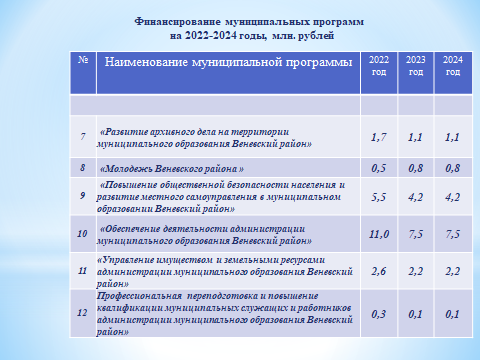 Финансирование муниципальных программ
на 2022-2024 годы, млн. рублей
№ Наименование муниципальной программы 2022 год 2023 год 2024 год
7 «Развитие архивного дела на территории
муниципального образования Веневский район» 1,7 1,1 1,1
8 «Молодежь Веневского района » 0,5 0,8 0,8
9 «Повышение общественной безопасности населения и
развитие местного самоуправления в муниципальном
образовании Веневский район» 5,5 4,2 4,2
10 «Обеспечение деятельности администрации
муниципального образования Веневский район» 11,0 7,5 7,5
11 «Управление имуществом и земельными ресурсами
администрации муниципального образования Веневский
район» 2,6 2,2 2,2
12 Профессиональная переподготовка и повышение
квалификации муниципальных служащих и работников
администрации муниципального образования Веневский
район» 0,3 0,1 0,1